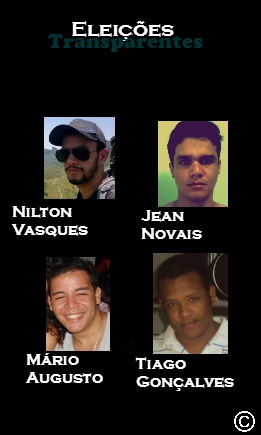 Eleições
Transparentes
Nilton
Vasques
Jean
Novais
Mário
Augusto
Tiago
Gonçalves
©